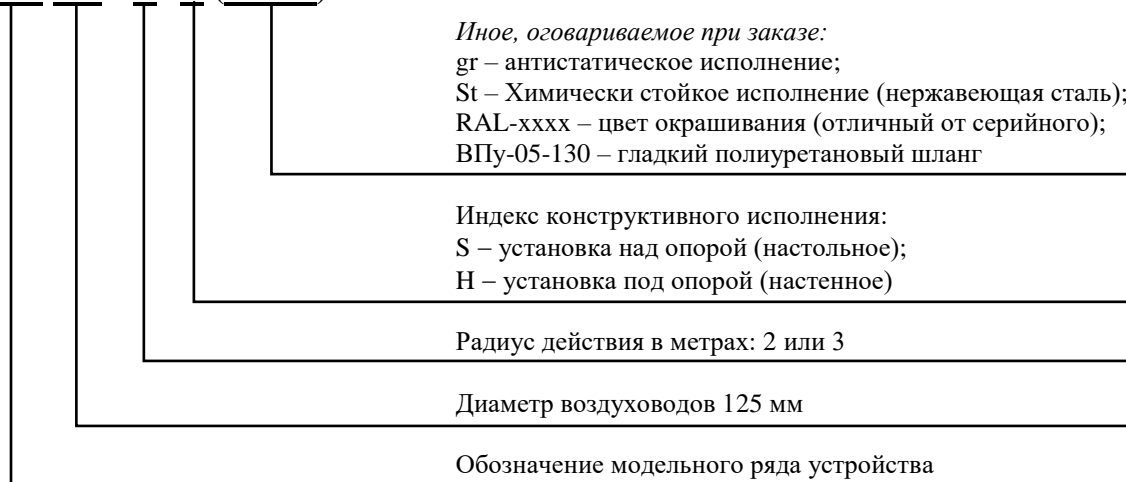 Иное, оговариваемое при заказе:
gr – антистатическое исполнение;
St – Химически стойкое исполнение (нержавеющая сталь);
RAL-xxxx – цвет окрашивания (отличный от серийного);
ВПу-05-130 – гладкий полиуретановый шланг
Индекс конструктивного исполнения:
S – установка над опорой (настольное);
H – установка под опорой (настенное)
Радиус действия в метрах: 2 или 3
Диаметр воздуховодов 125 мм
Обозначение модельного ряда устройства